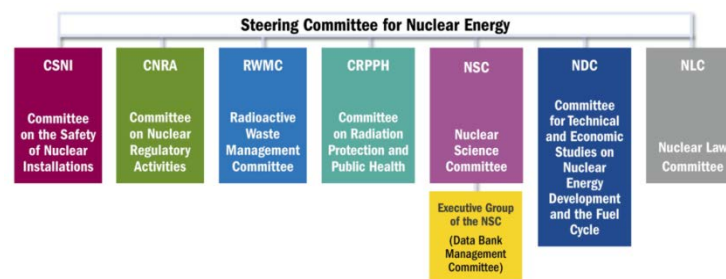 Steering Committee for Nuclear Energy
CSNI
Committee
on the Safety
of Nuclear
Installations
CNRA
Committee
on Nuclear
Regulatory
Activities
RWMC
Radioactive
Waste
Management
Committee
CRPPH
Committee
on Radiation
Protection and
Public Health
NSC
Nuclear
Science
Committee
Executive Group
of the NSC
(Data Bank
Management
Committee)
NDC
Committee
for Technical
and Economic
Studies on
Nuclear
Energy
Development
and the Fuel
Cycle
NLC
Nuclear Law
Committee